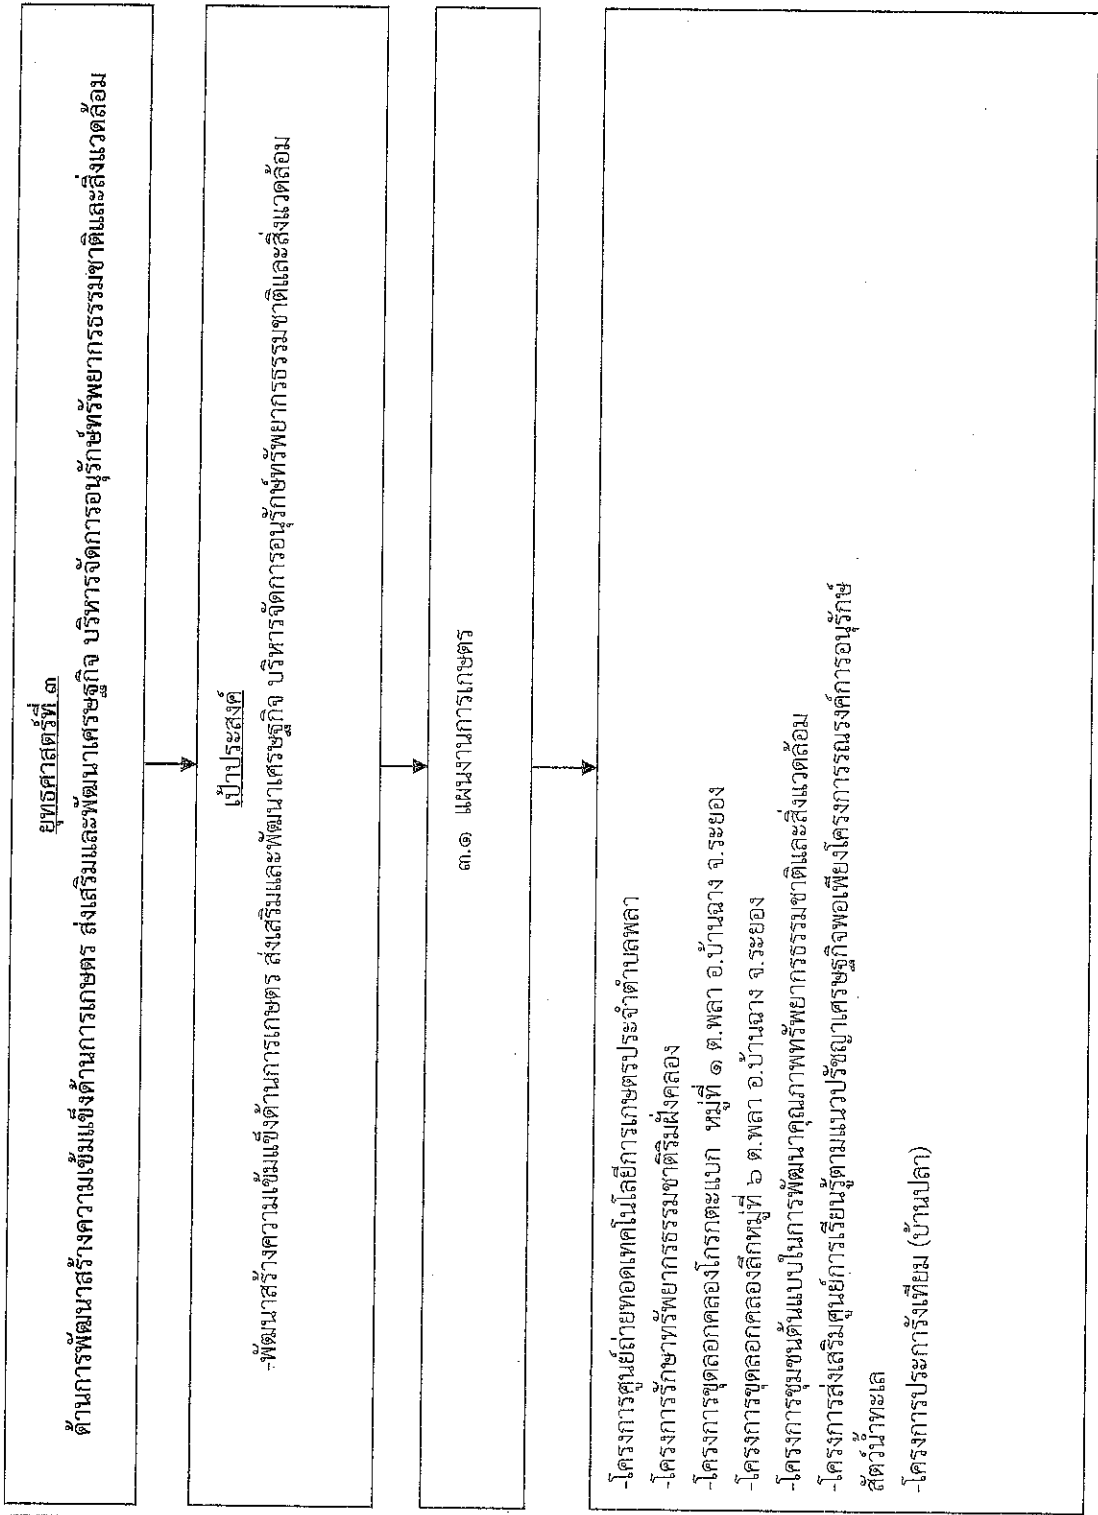 ยุทธศาสตร์ที่ ๓
ด้านการพัฒนาสร้างความเข้มแข็งด้านการเกษตร ส่งเสริมและพัฒนาเศรษฐกิจ บริหารจัดการอนุรักษ์ทรัพยากรธรรมชาติและสิ่งแวดล้อม
เป้าประสงค์
-พัฒนาสร้างความเข้มแข็งด้านการเกษตร ส่งเสริมและพัฒนาเศรษฐกิจ บริหารจัดการอนุรักษ์ทรัพยากรธรรมชาติและสิ่งแวดล้อม
๓.๑ แผนงานการเกษตร
-โครงการศูนย์ถ่ายทอดเทคโนโลยีการเกษตรประจำตำบลพลา
-โครงการรักษาทรัพยากรธรรมชาติริมฝั่งคลอง
-โครงการขุดลอกคลองโกรกตะแบก หมู่ที่ ๑ ต.พลา อ.บ้านฉาง จ.ระยอง
-โครงการขุดลอกคลองลึกหมู่ที่ ๖ ต.พลา อ.บ้านฉาง จ.ระยอง
-โครงการชุมชนต้นแบบในการพัฒนาคุณภาพทรัพยากรธรรมชาติและสิ่งแวดล้อม
-โครงการส่งเสริมศูนย์การเรียนรู้ตามแนวปรัชญาเศรษฐกิจพอเพียงโครงการรณรงค์การอนุรักษ์
สัตว์น้ำทะเล
-โครงการประการังเทียม (บ้านปลา)